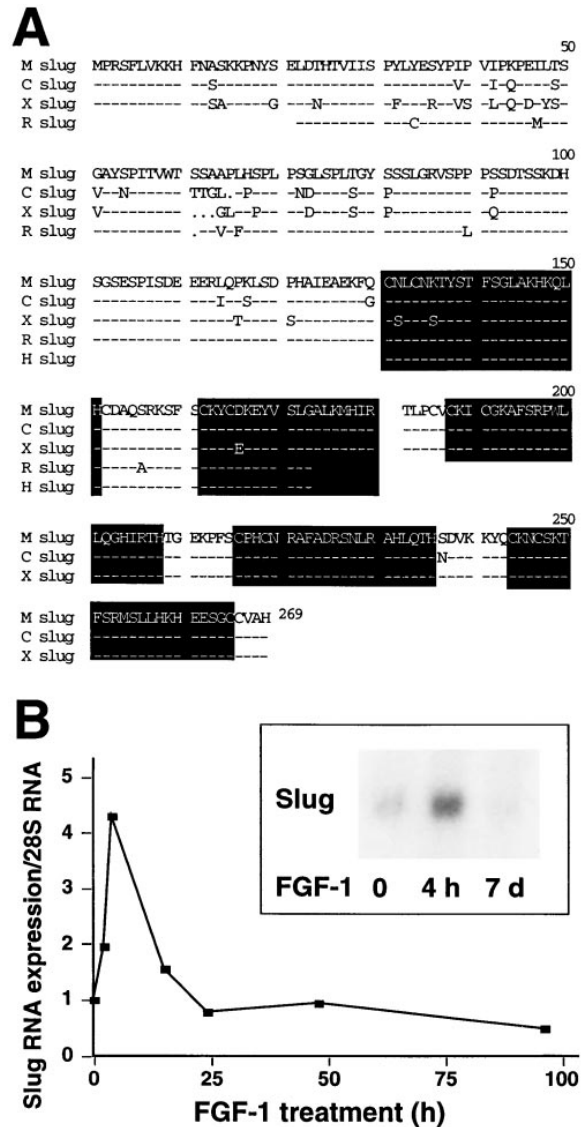 A
50
M slug MPRSFLVKKH FNASKKPNYS ELDTHTVIIS PYLYESYPIP VIPKPEILTS
C slug ---------- --S------- ---------- -------V-- -I-Q----S-
X slug ---------- --SA----G- --N------- -F---R-VS- -L-Q-D-YS-
R slug --------- --C------- -----M---
100
M slug GAYSPITVWT SSAAPLHSPL PSGLSPLTGY SSSLGRVSPP PSSDTSSKDH
C slug V--N------ TTGL.-P--- -ND---S--- P--------- ---P------
X slug V--------- ...GL--P-- --D---S--- P--------- ---Q------
R slug ---------- .--V-F---- ---------- --------L- ----------
150
M slug SGSESPISDE EERLQPKLSD PHAIEAEKFQ CNLCNKTYST FSGLAKHKQL
C slug ---------- ---I--S--- ---------G ---------- ----------
X slug ---------- -----T---- -S-------- --S---S--- ----------
R slug ---------- ---------- ---------- ---------- ----------
H slug ---------- ---------- 
200
M slug HCDAQSRKSF SCKYCDKEYV SLGALKMHIR TLPCVCKICGKAFSRPWL
C slug ---------- ---------- ---------- ---------- ----------
X slug ---------- -----E---- ---------- ---------- ----------
R slug -----A---- ---------- ---
H slug ---------- ---------- ---
250
M slug LQGHIRTHTG EKPFSCPHCN RAFADRSNLR AHLQTHSDVK KYQCKNCSKT
C slug ---------- ---------- ---------- ------N--- ----------
X slug ---------- ---------- ---------- ---------- ----------
M slug FSRMSLLHKH EESGCCVAH 269
C slug ---------- ---------
X slug ---------- ---------
B
Slug RNA expression/28S RNA
5
4
3
2
1
0
Slug
FGF-1 0 4 h 7 d
0 25 50 75 100
FGF-1 treatment (h)